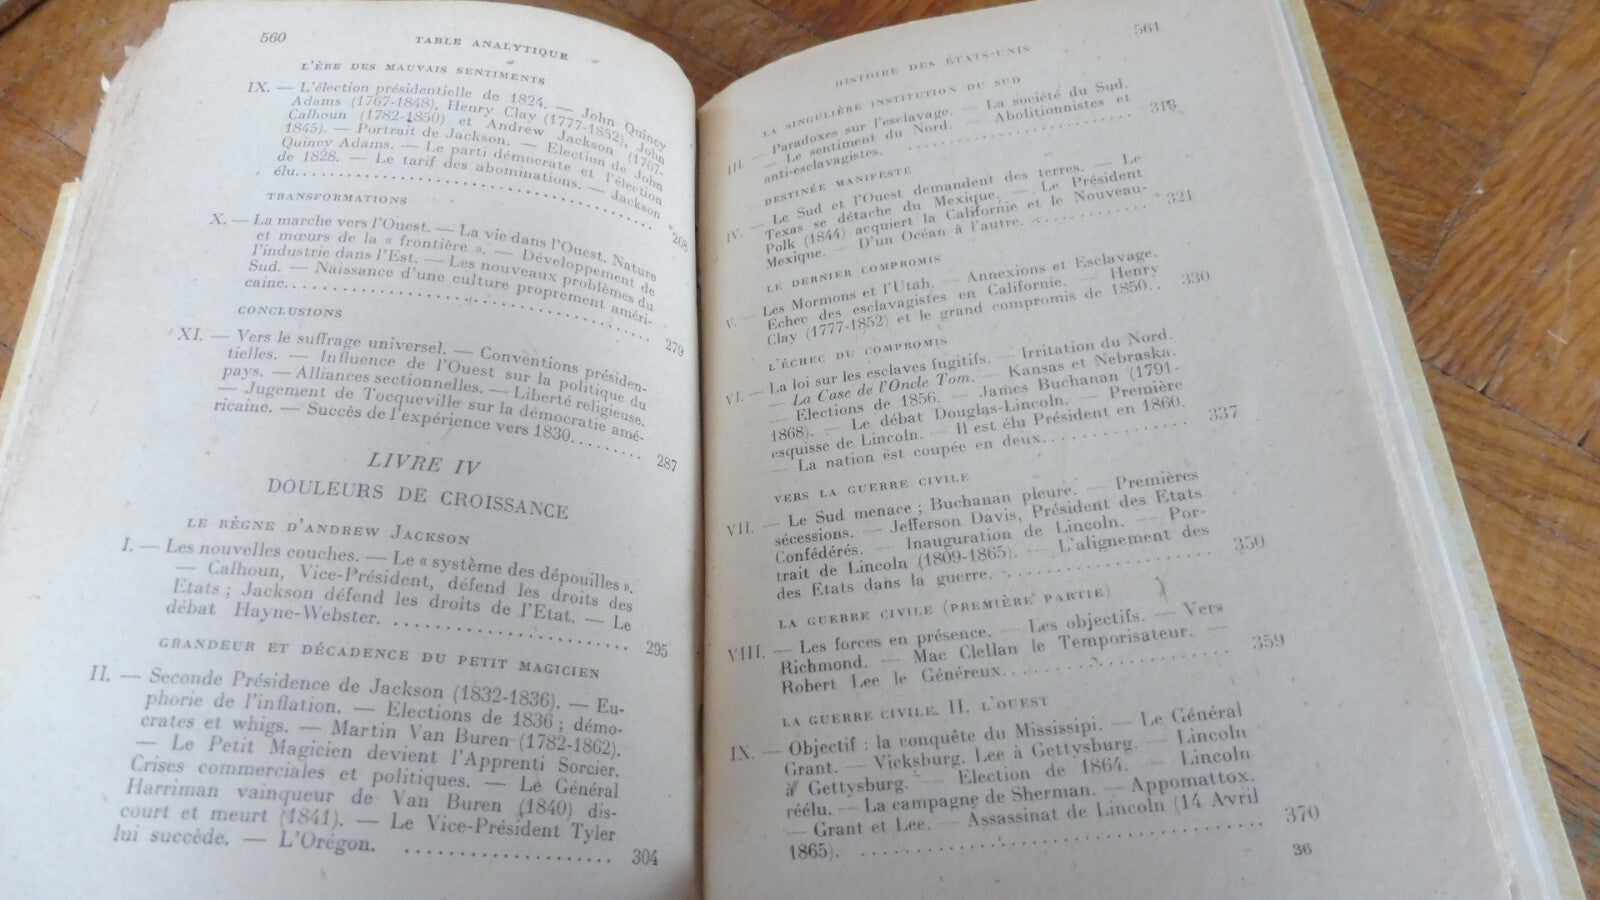 560
TABLE ANALYTIQUE
L'ÈRE DES MAUVAIS SENTIMENTS
IX. — L'élection présidentielle de 1824. — John Quincy
Adams (1767-1848), Henry Clay (1777-1852), John
Calhoun (1782-1850) et Andrew Jackson (1767-
1845). — Portrait de Jackson. — Election de John
Quincy Adams. — Le parti démocrate et l'élection
de 1828. — Le tarif des abominations. — Jackson
élu. 268
TRANSFORMATIONS
X. — La marche vers l'Ouest. — La vie dans l'Ouest. Nature
et mœurs de la « frontière ». — Développement de
l'industrie dans l'Est. — Les nouveaux problèmes du
Sud. — Naissance d'une culture proprement améri-
caine. 279
CONCLUSIONS
XI. — Vers le suffrage universel. — Conventions présiden-
tielles. — Influence de l'Ouest sur la politique du
pays. — Alliances sectionnelles. — Liberté religieuse.
— Jugement de Tocqueville sur la démocratie amé-
ricaine. — Succès de l'expérience vers 1830. 287
LIVRE IV
DOULEURS DE CROISSANCE
LE RÈGNE D'ANDREW JACKSON
I. — Les nouvelles couches. — Le « système des dépouilles ».
— Calhoun, Vice-Président, défend les droits des
Etats ; Jackson défend les droits de l'Etat. — Le
débat Hayne-Webster. 295
GRANDEUR ET DÉCADENCE DU PETIT MAGICIEN
II. — Seconde Présidence de Jackson (1832-1836). — Eu-
phorie de l'inflation. — Elections de 1836 ; démo-
crates et whigs. — Martin Van Buren (1782-1862).
— Le Petit Magicien devient l'Apprenti Sorcier.
Crises commerciales et politiques. — Le Général
Harriman vainqueur de Van Buren (1840) dis-
court et meurt (1841). — Le Vice-Président Tyler
lui succède. — L'Orégon. 304
HISTOIRE DES ÉTATS-UNIS
561
LA SINGULIÈRE INSTITUTION DU SUD
III. — Paradoxes sur l'esclavage. — La société du Sud.
— Le sentiment du Nord. — Abolitionnistes et
anti-esclavagistes. 313
DESTINÉE MANIFESTE
IV. — Le Sud et l'Ouest demandent des terres. — Le
Texas se détache du Mexique. — Le Président
Polk (1844) acquiert la Californie et le Nouveau-
Mexique. — D'un Océan à l'autre. 321
LE DERNIER COMPROMIS
V. — Les Mormons et l'Utah. — Annexions et Esclavage.
Echec des esclavagistes en Californie. — Henry
Clay (1777-1852) et le grand compromis de 1850. 330
L'ÉCHEC DU COMPROMIS
VI. — La loi sur les esclaves fugitifs. — Irritation du Nord.
— La Case de l'Oncle Tom. — Kansas et Nebraska.
— Elections de 1856. — James Buchanan (1791-
1868). — Le débat Douglas-Lincoln. — Première
esquisse de Lincoln. — Il est élu Président en 1860.
— La nation est coupée en deux. 337
VERS LA GUERRE CIVILE
VII. — Le Sud menace ; Buchanan pleure. — Premières
sécessions. — Jefferson Davis, Président des Etats
Confédérés. — Inauguration de Lincoln. — Por-
trait de Lincoln (1809-1865). — L'alignement des
des Etats dans la guerre. 350
LA GUERRE CIVILE (PREMIÈRE PARTIE)
VIII. — Les forces en présence. — Les objectifs. — Vers
Richmond. — Mac Clellan le Temporisateur. —
Robert Lee le Généreux. 359
LA GUERRE CIVILE. II. L'OUEST
IX. — Objectif : la conquête du Mississipi. — Le Général
Grant. — Vicksburg. Lee à Gettysburg. — Lincoln
à Gettysburg. — Election de 1864. — Lincoln
réélu. — La campagne de Sherman. — Appomattox.
— Grant et Lee. — Assassinat de Lincoln (14 Avril
1865). 370
36